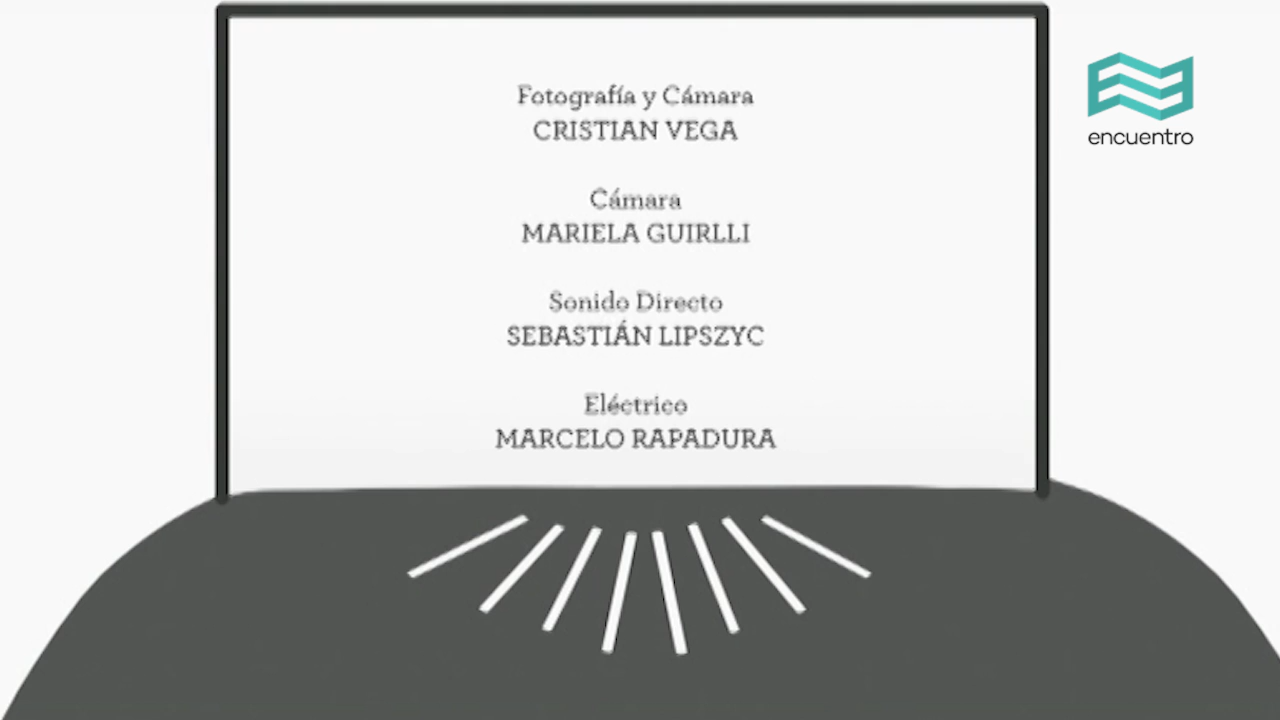 Fotografía y Cámara
CRISTIAN VEGA
Cámara
MARIELA GUIRLLI
Sonido Directo
SEBASTIÁN LIPSZYC
Eléctrico
MARCELO RAPADURA
encuentro